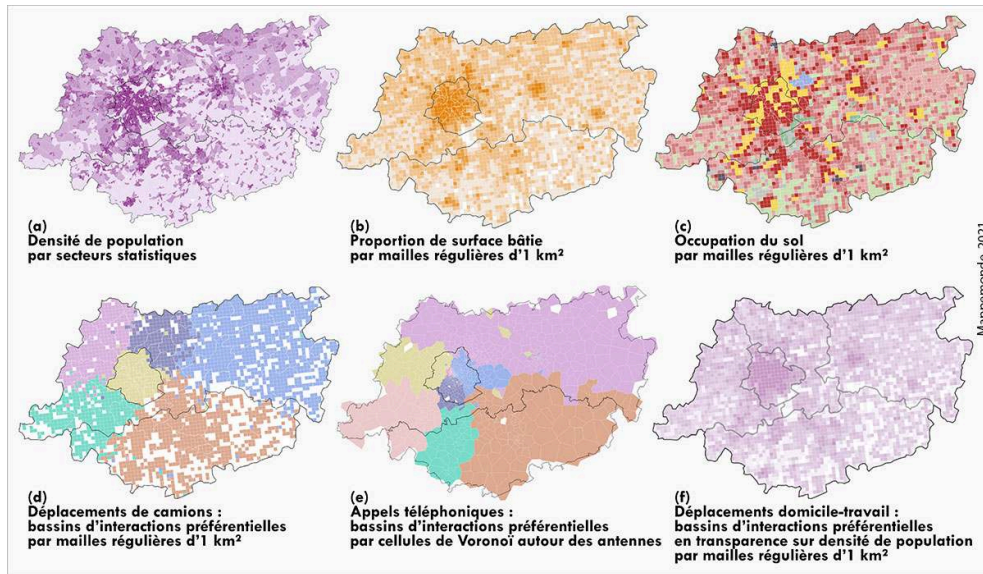 (a)
Densité de population
par secteurs statistiques
(b)
Proportion de surface bâtie
par mailles régulières d'1 km²
(c)
Occupation du sol
par mailles régulières d'1 km²
Mappemonde 2021
(d)
Déplacements de camions :
bassins d'interactions préférentielles
par mailles régulières d'1 km²
(e)
Appels téléphoniques :
bassins d'interactions préférentielles
par cellules de Voronoï autour des antennes
(f)
Déplacements domicile-travail :
bassins d'interactions préférentielles
en transparence sur densité de population
par mailles régulières d'1 km²